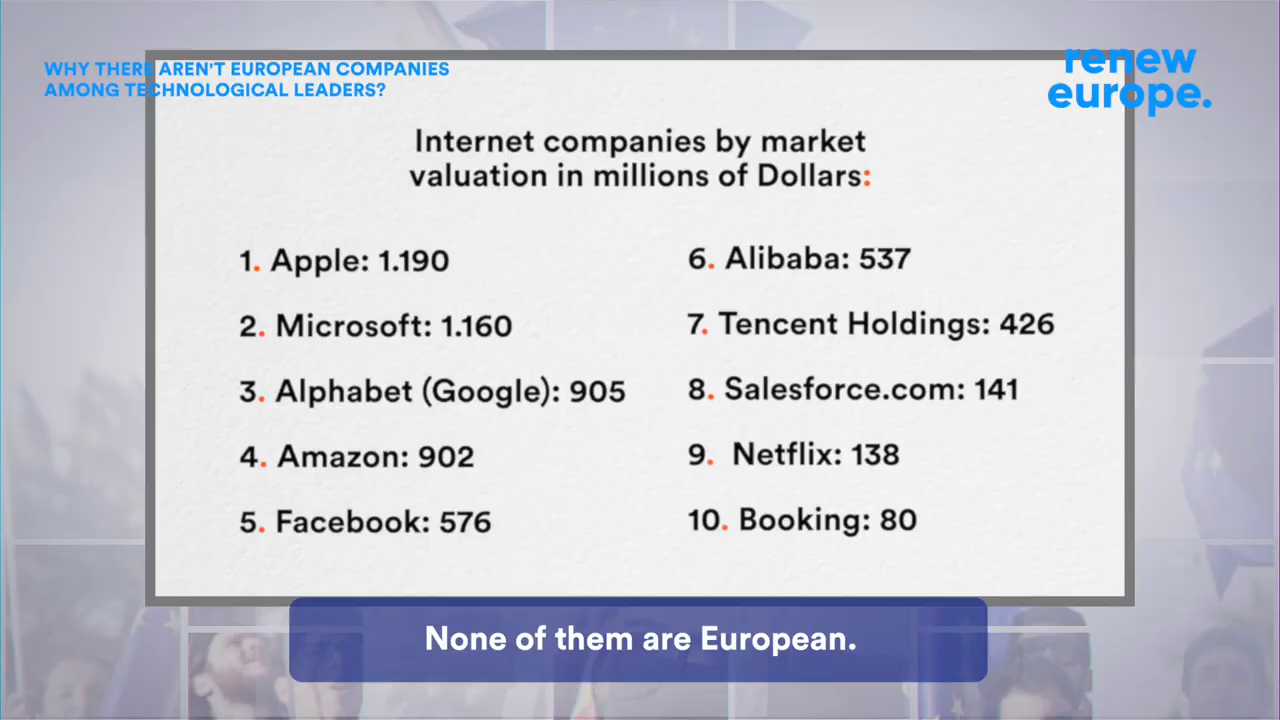 WHY THERE AREN'T EUROPEAN COMPANIES
AMONG TECHNOLOGICAL LEADERS?
renew
europe.
Internet companies by market
valuation in millions of Dollars:
1. Apple: 1.190
2. Microsoft: 1.160
3. Alphabet (Google): 905
4. Amazon: 902
5. Facebook: 576
6. Alibaba: 537
7. Tencent Holdings: 426
8. Salesforce.com: 141
9. Netflix: 138
10. Booking: 80
None of them are European.